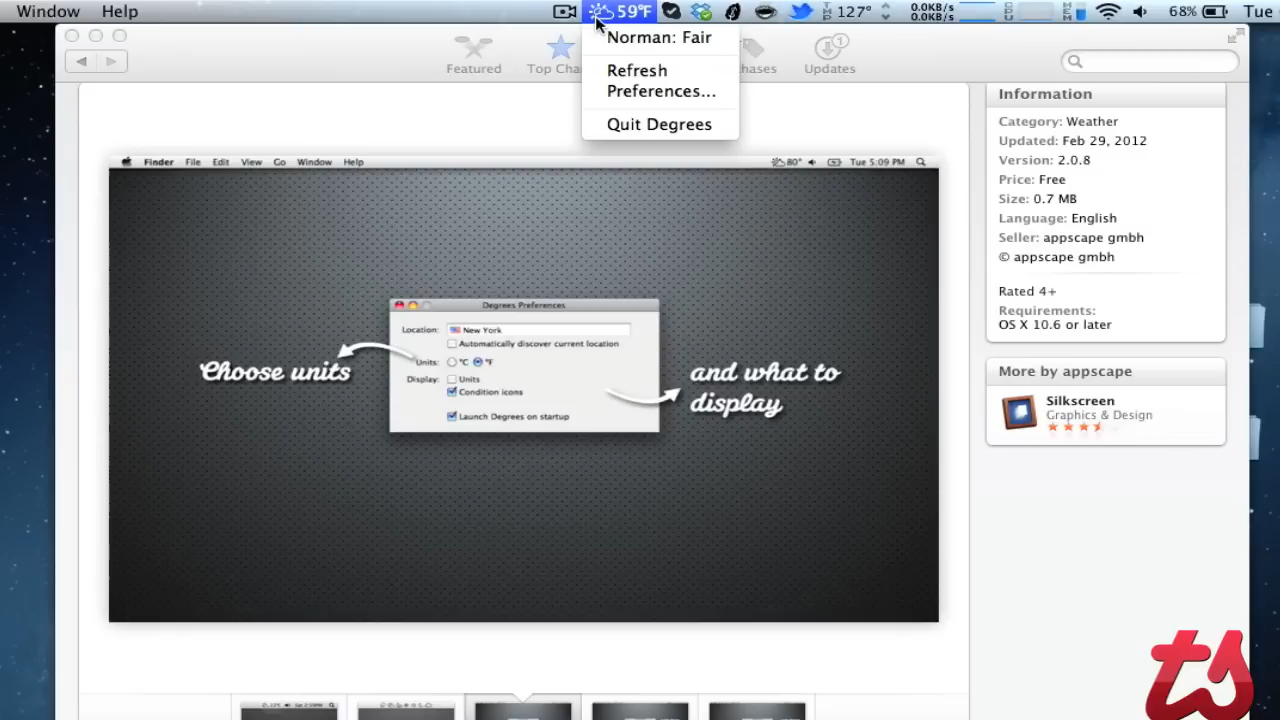 Window Help 59°F 127° 0.0KB/s 0.0KB/s 68% Tue
Norman: Fair
Refresh
Preferences...
Quit Degrees
Featured Top Cha chases Updates
1
Information
Category: Weather
Updated: Feb 29, 2012
Version: 2.0.8
Price: Free
Size: 0.7 MB
Language: English
Seller: appscape gmbh
© appscape gmbh
Rated 4+
Requirements:
OS X 10.6 or later
More by appscape
Silkscreen
Graphics & Design
Finder File Edit View Go Window Help 80° Tue 5:09 PM
Degrees Preferences
Location: New York
Automatically discover current location
Units: °C °F
Display: Units
Condition icons
Launch Degrees on startup
Choose units
and what to
display
ts